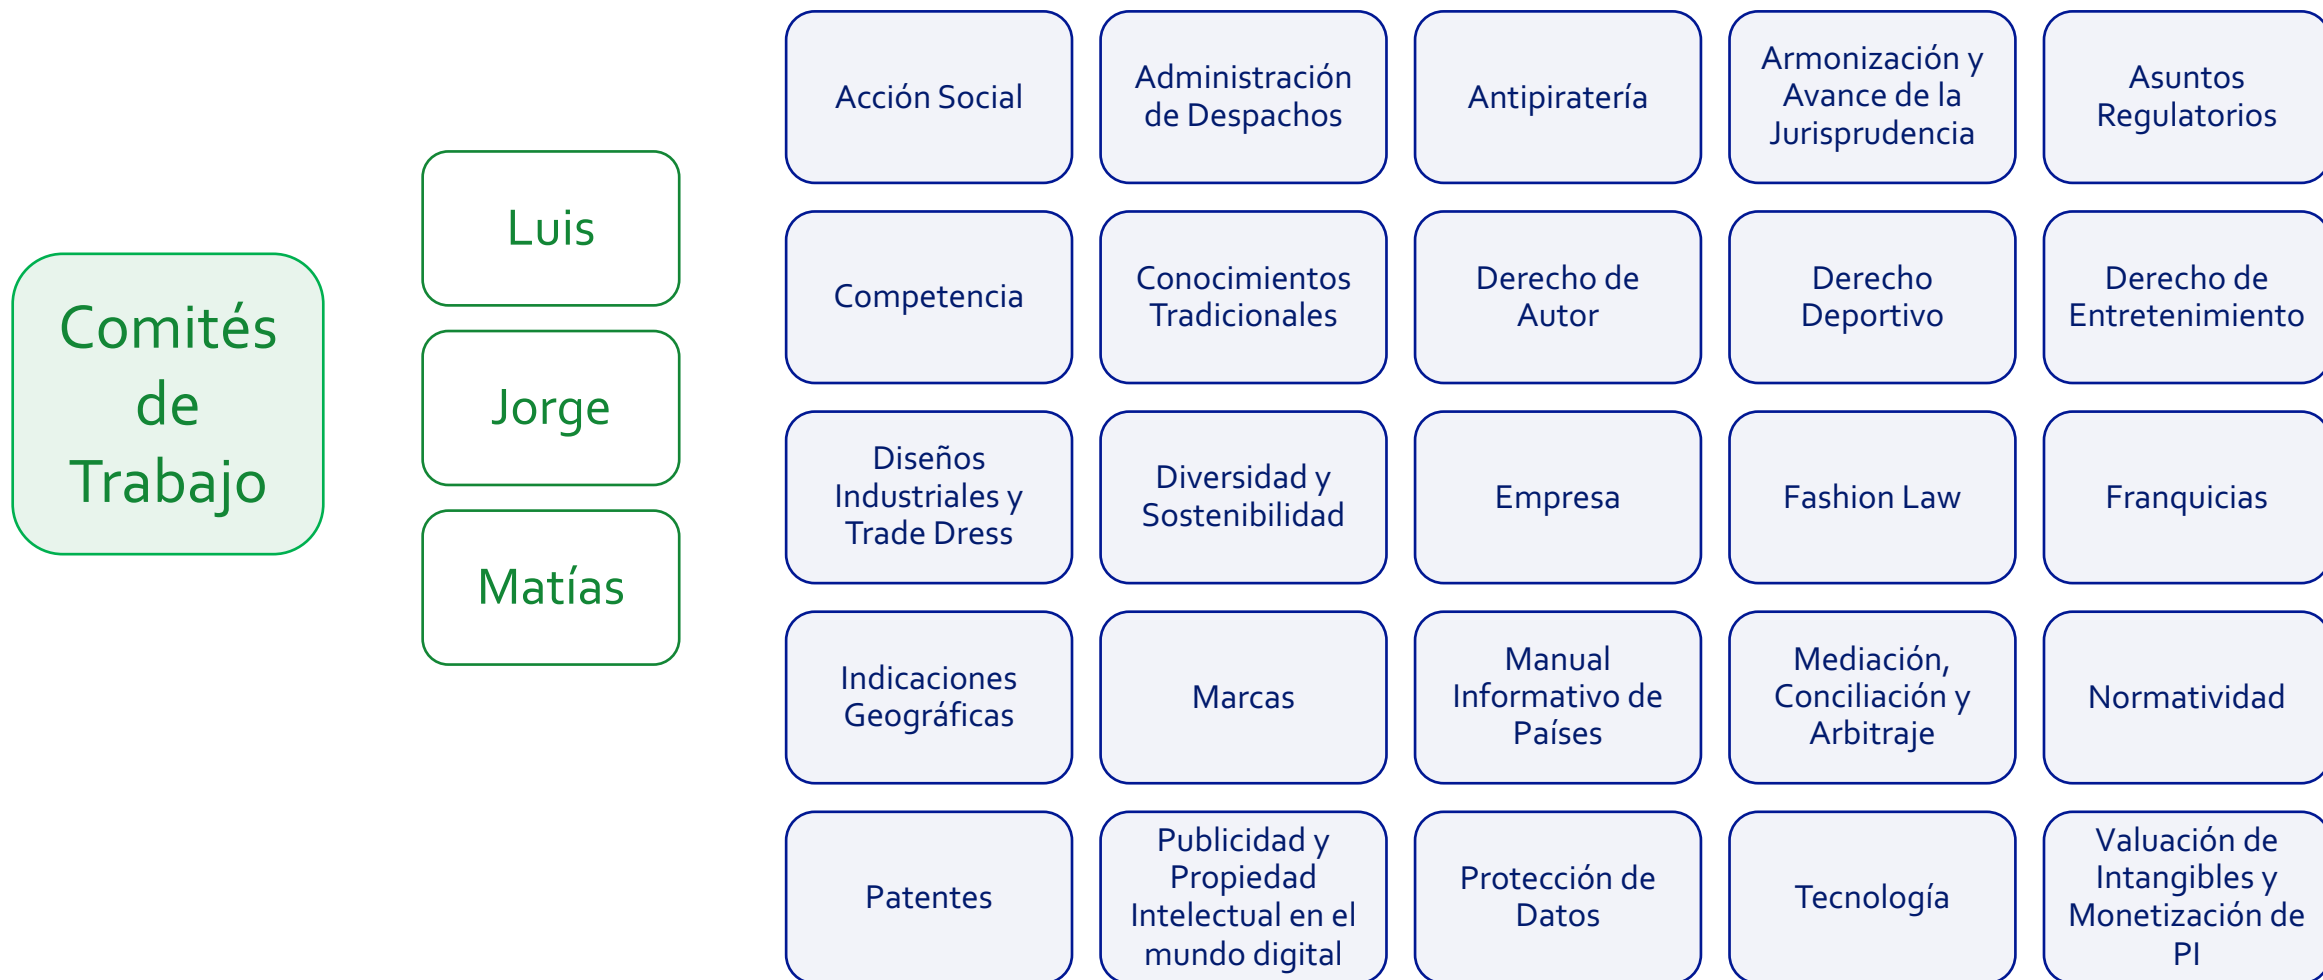 Comités
de
Trabajo
Luis
Jorge
Matías
Acción Social
Administración
de Despachos
Antipiratería
Armonización y
Avance de la
Jurisprudencia
Asuntos
Regulatorios
Competencia
Conocimientos
Tradicionales
Derecho de
Autor
Derecho
Deportivo
Derecho de
Entretenimiento
Diseños
Industriales y
Trade Dress
Diversidad y
Sostenibilidad
Empresa
Fashion Law
Franquicias
Indicaciones
Geográficas
Marcas
Manual
Informativo de
Países
Mediación,
Conciliación y
Arbitraje
Normatividad
Patentes
Publicidad y
Propiedad
Intelectual en el
mundo digital
Protección de
Datos
Tecnología
Valuación de
Intangibles y
Monetización de
PI